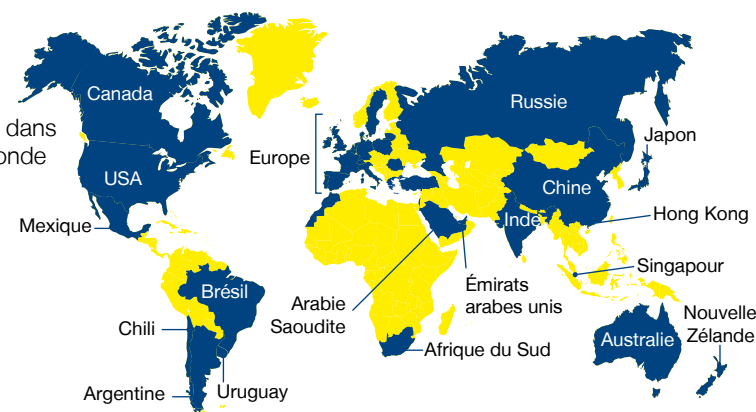 dans
onde
Canada
USA
Mexique
Brésil
Chili
Argentine
Uruguay
Europe
Arabie
Saoudite
Émirats
arabes unis
Afrique du Sud
Russie
Chine
Inde
Japon
Hong Kong
Singapour
Australie
Nouvelle
Zélande